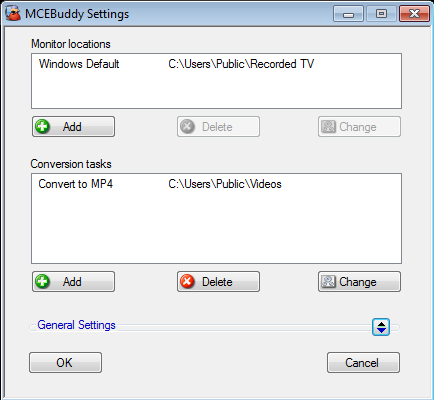 MCEBuddy Settings
Monitor locations
Windows Default C:\Users\Public\Recorded TV
Add Delete Change
Conversion tasks
Convert to MP4 C:\Users\Public\Videos
Add Delete Change
General Settings
OK Cancel